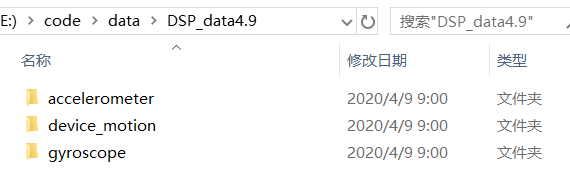 E:) code data DSP_data4.9 搜索"DSP_data4.9"
名称 修改日期 类型
accelerometer 2020/4/9 9:00 文件夹
device_motion 2020/4/9 9:00 文件夹
gyroscope 2020/4/9 9:00 文件夹